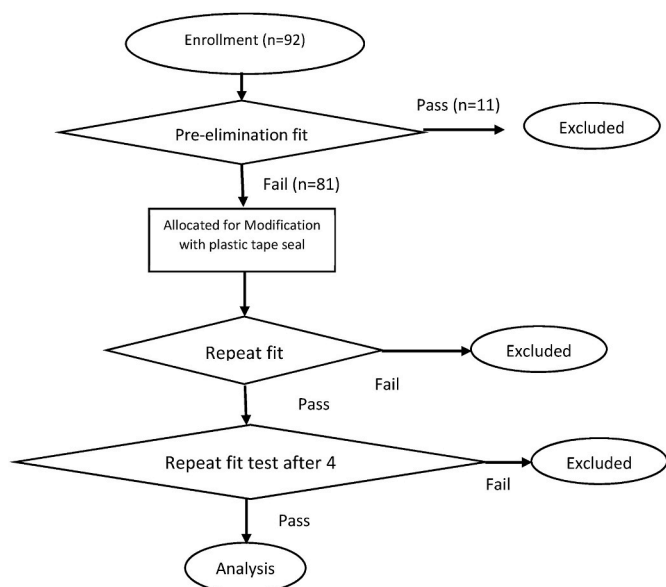 Enrollment (n=92)
Pass (n=11)
Pre-elimination fit
Excluded
Fail (n=81)
Allocated for Modification
with plastic tape seal
Repeat fit
Excluded
Fail
Pass
Repeat fit test after 4
Excluded
Fail
Pass
Analysis